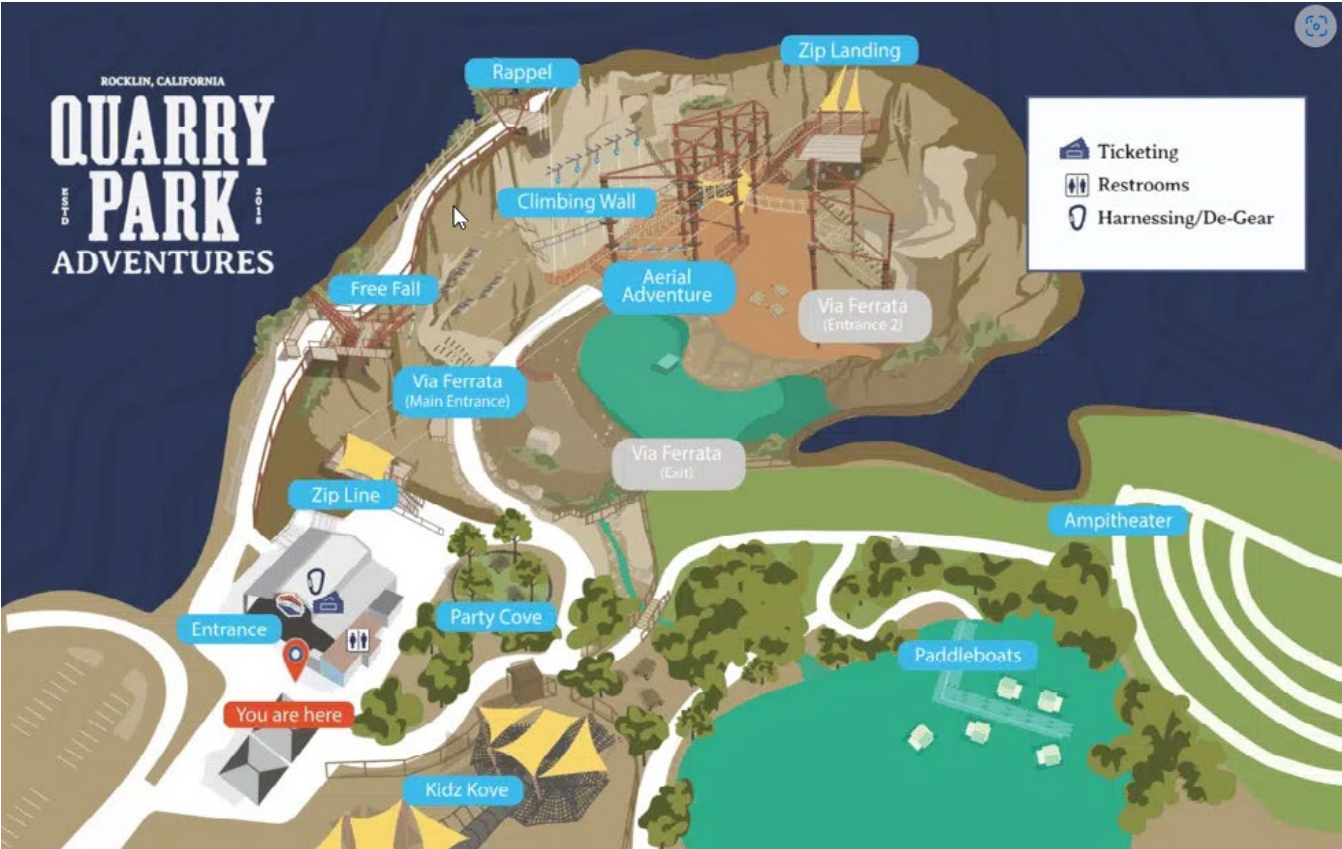 ROCKLIN, CALIFORNIA
QUARRY
PARK
ESTD
2018
ADVENTURES
Rappel
Zip Landing
Ticketing
Restrooms
Harnessing/De-Gear
Climbing Wall
Aerial
Adventure
Free Fall
Via Ferrata
(Entrance 2)
Via Ferrata
(Main Entrance)
Via Ferrata
(Exit)
Zip Line
Ampitheater
Party Cove
Entrance
Paddleboats
You are here
Kidz Kove